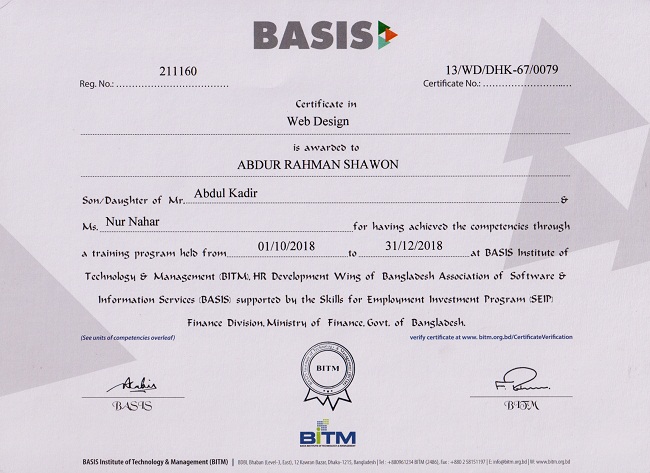 BASIS
211160 13/WD/DHK-67/0079
Reg. No.: .................................. Certificate No.: ...........................
Certificate in
Web Design
is awarded to
ABDUR RAHMAN SHAWON
Son/Daughter of Mr. Abdul Kadir &
Ms. Nur Nahar for having achieved the competencies through
a training program held from 01/10/2018 to 31/12/2018 at BASIS Institute of
Technology & Management (BITM), HR Development Wing of Bangladesh Association of Software &
Information Services (BASIS) supported by the Skills for Employment Investment Program (SEIP)
Finance Division, Ministry of Finance, Govt. of Bangladesh.
(See units of competencies overleaf) verify certificate at www. bitm.org.bd/CertificateVerification
BITM
BASIS BITM
BITM
BASIS Institute of Technology & Management (BITM) | BDBL Bhaban (Level-3, East), 12 Kawran Bazar, Dhaka-1215, Bangladesh | Tel : +880961234 BITM (2486), Fax : +880 2 55151197 | E: info@bitm.org.bd | W: www.bitm.org.bd